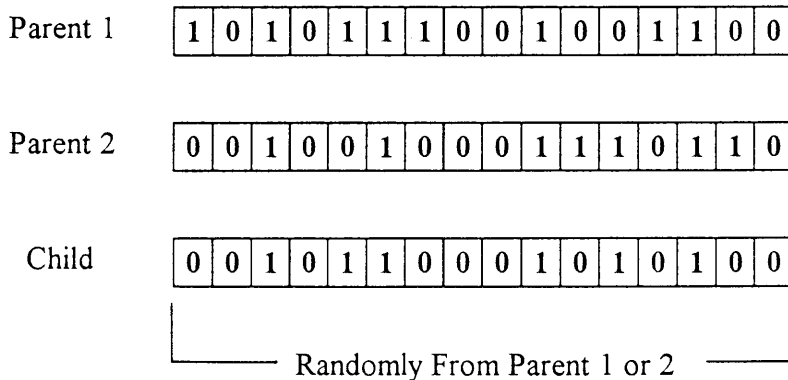 Parent 1 1 0 1 0 1 1 1 0 0 1 0 0 1 1 0 0
Parent 2 0 0 1 0 0 1 0 0 0 1 1 1 0 1 1 0
Child 0 0 1 0 1 1 0 0 0 1 0 1 0 1 0 0
Randomly From Parent 1 or 2